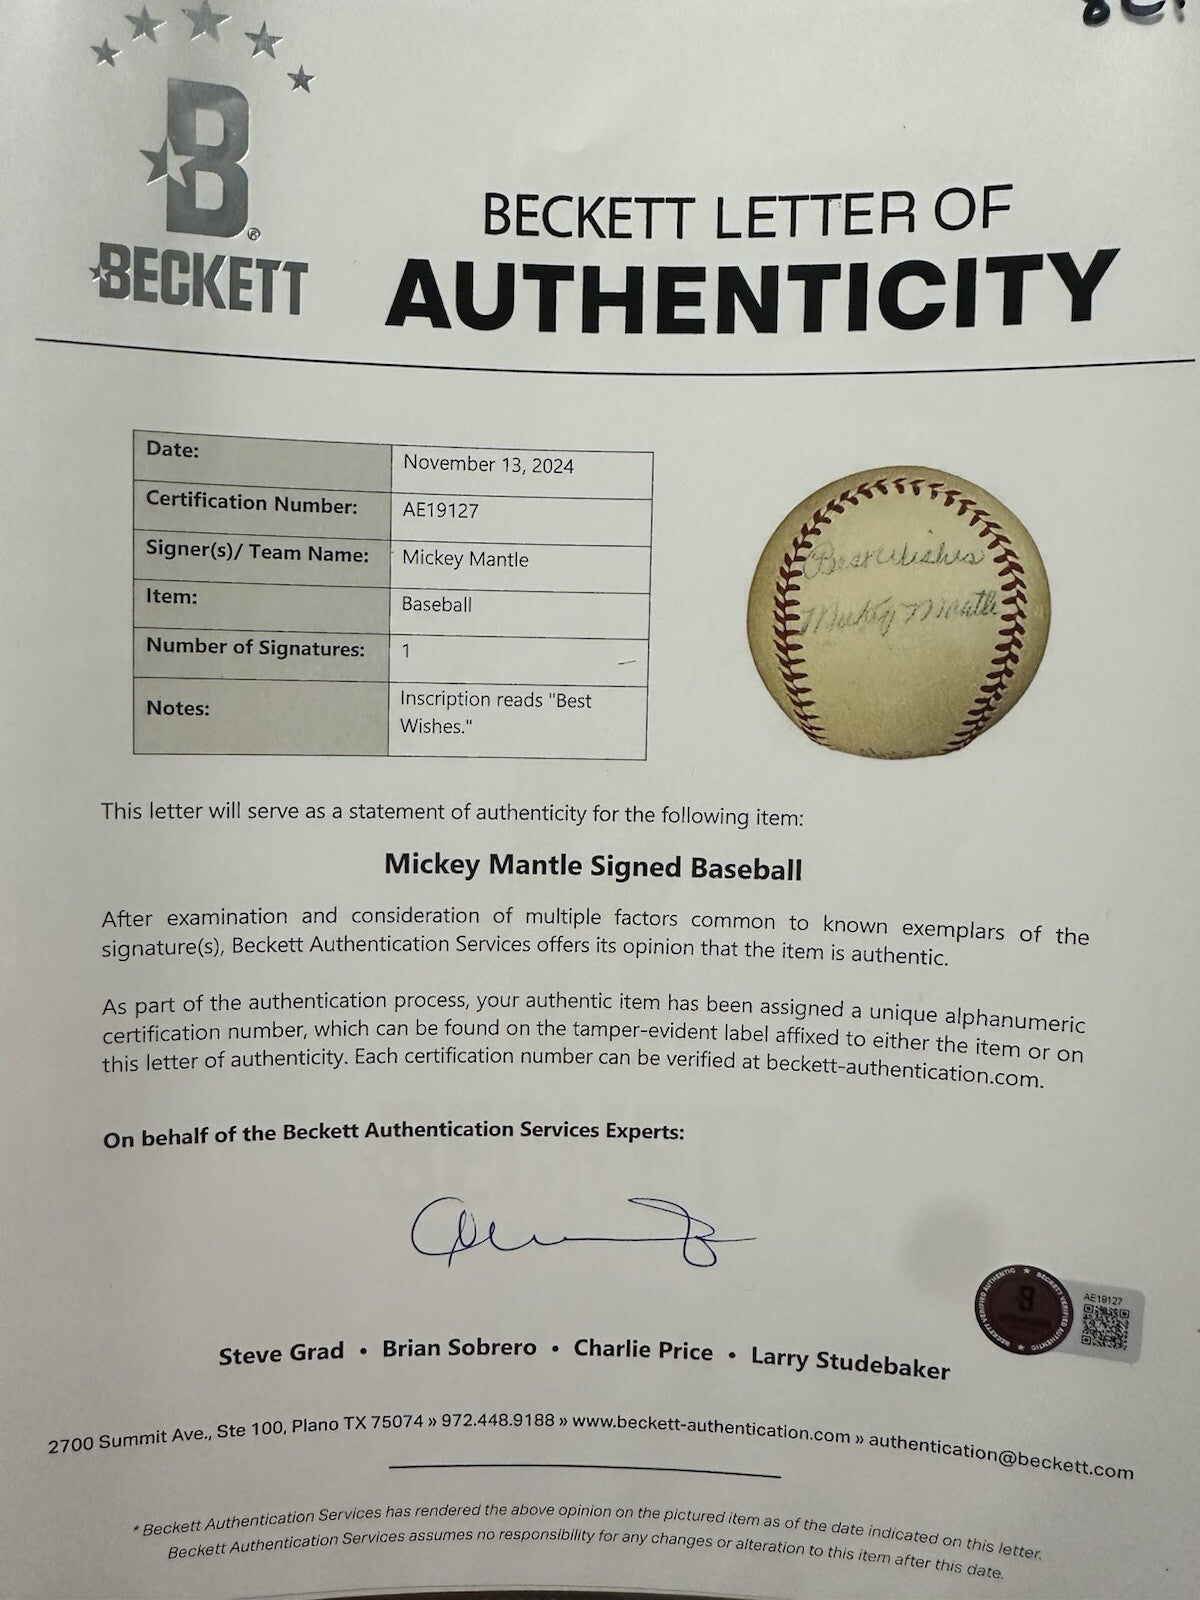 B®
BECKETT
BECKETT LETTER OF
AUTHENTICITY
Date: November 13, 2024
Certification Number: AE19127
Signer(s)/ Team Name: Mickey Mantle
Item: Baseball
Number of Signatures: 1
Notes: Inscription reads "Best
Wishes."
Best Wishes
Mickey Mantle
This letter will serve as a statement of authenticity for the following item:
Mickey Mantle Signed Baseball
After examination and consideration of multiple factors common to known exemplars of the
signature(s), Beckett Authentication Services offers its opinion that the item is authentic.
As part of the authentication process, your authentic item has been assigned a unique alphanumeric
certification number, which can be found on the tamper-evident label affixed to either the item or on
this letter of authenticity. Each certification number can be verified at beckett-authentication.com.
On behalf of the Beckett Authentication Services Experts:
BECKETT VERIFIED AUTHENTIC ★ BECKETT VERIFIED AUTHENTIC ★
B
AE19127
Steve Grad • Brian Sobrero • Charlie Price • Larry Studebaker
2700 Summit Ave., Ste 100, Plano TX 75074 » 972.448.9188 » www.beckett-authentication.com » authentication@beckett.com
* Beckett Authentication Services has rendered the above opinion on the pictured item as of the date indicated on this letter.
Beckett Authentication Services assumes no responsibility for any changes or alteration to this item after this date.